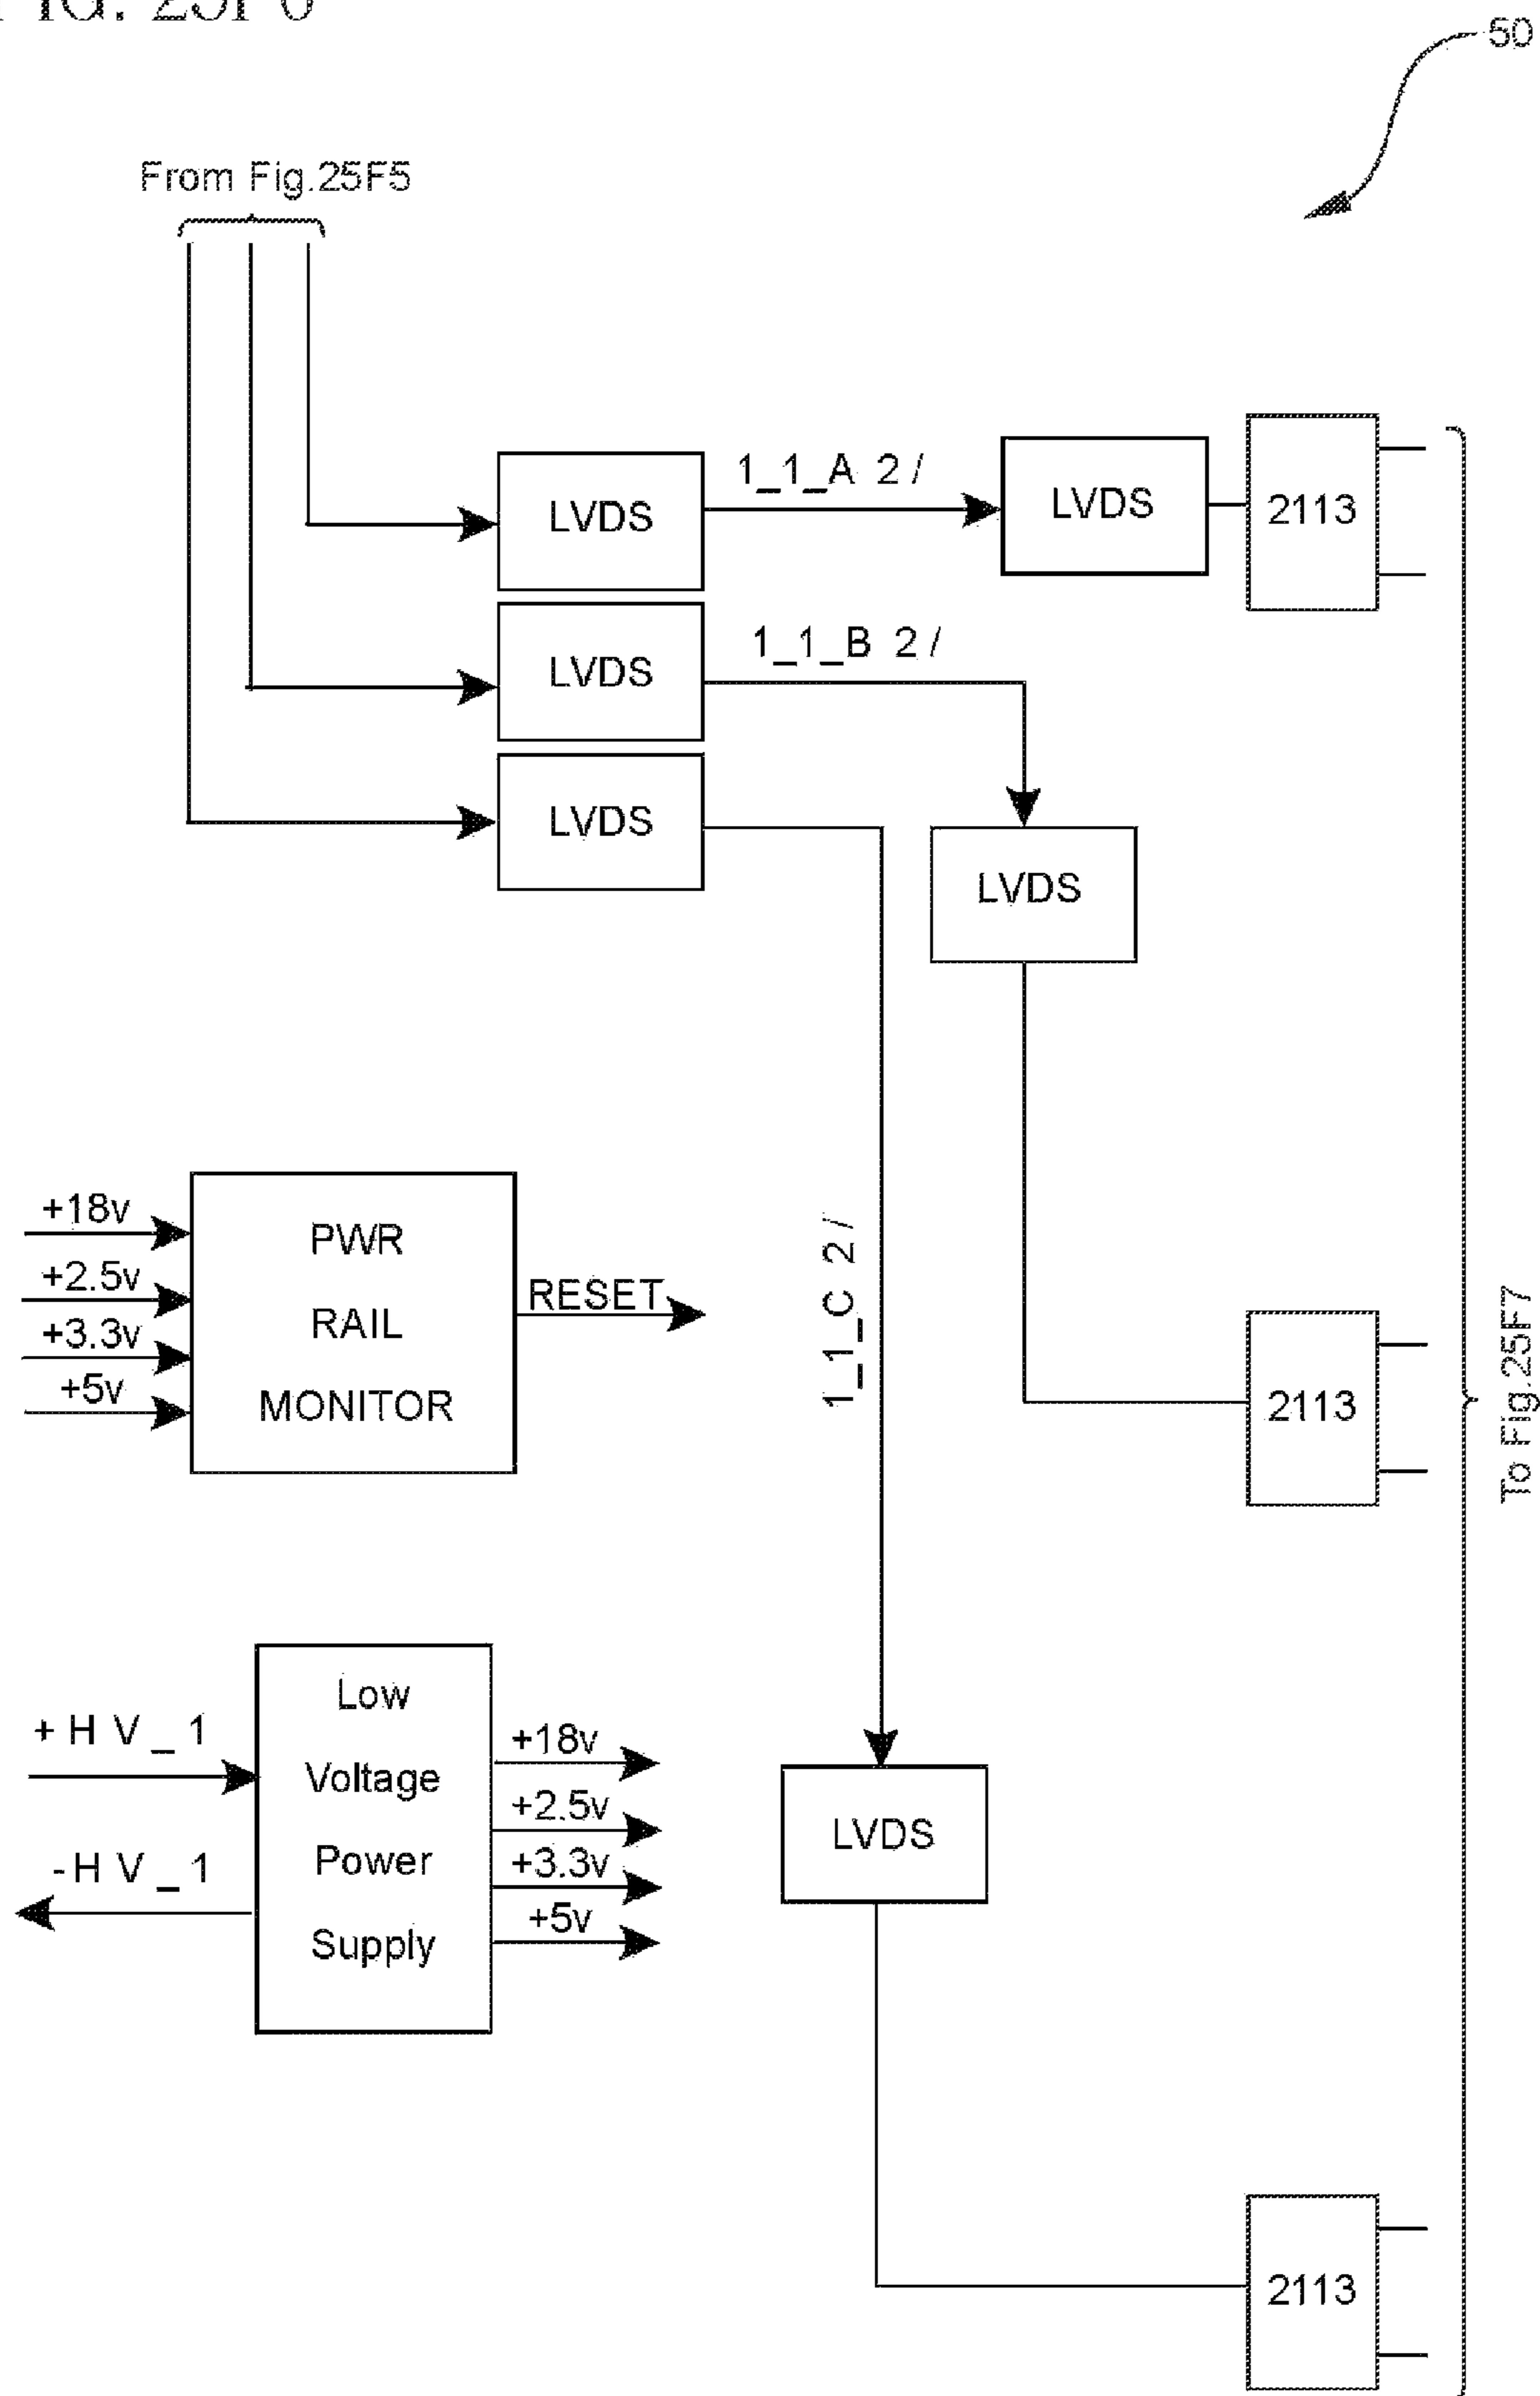 FIG. 25F6
50
From Fig.25F5
LVDS
1_1_A 2 /
LVDS
2113
LVDS
1_1_B 2 /
LVDS
LVDS
1_1_C 2 /
2113
+18v
+2.5v
+3.3v
+5v
PWR
RAIL
MONITOR
RESET
To Fig.25F7
+ H V _ 1
- H V _ 1
Low
Voltage
Power
Supply
+18v
+2.5v
+3.3v
+5v
LVDS
2113